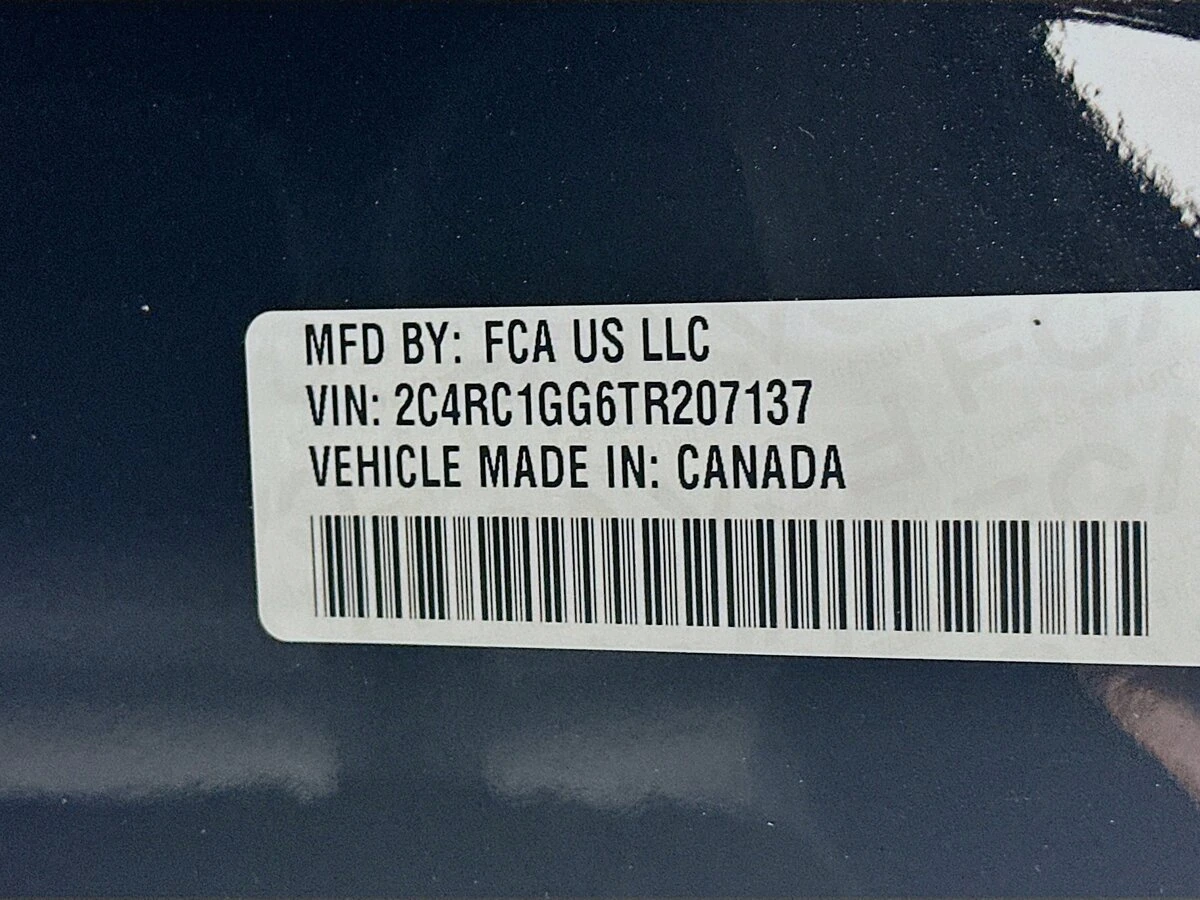 MFD BY: FCA US LLC
VIN: 2C4RC1GG6TR207137
VEHICLE MADE IN: CANADA